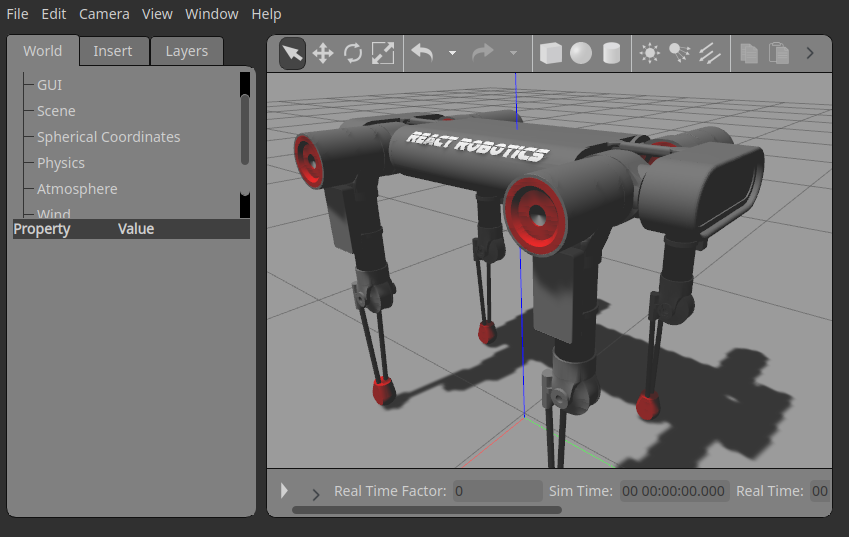 File Edit Camera View Window Help
World Insert Layers
GUI
Scene
Spherical Coordinates
Physics
Atmosphere
Wind
Property Value
REACT ROBOTICS
Real Time Factor: 0 Sim Time: 00 00:00:00.000 Real Time: 00